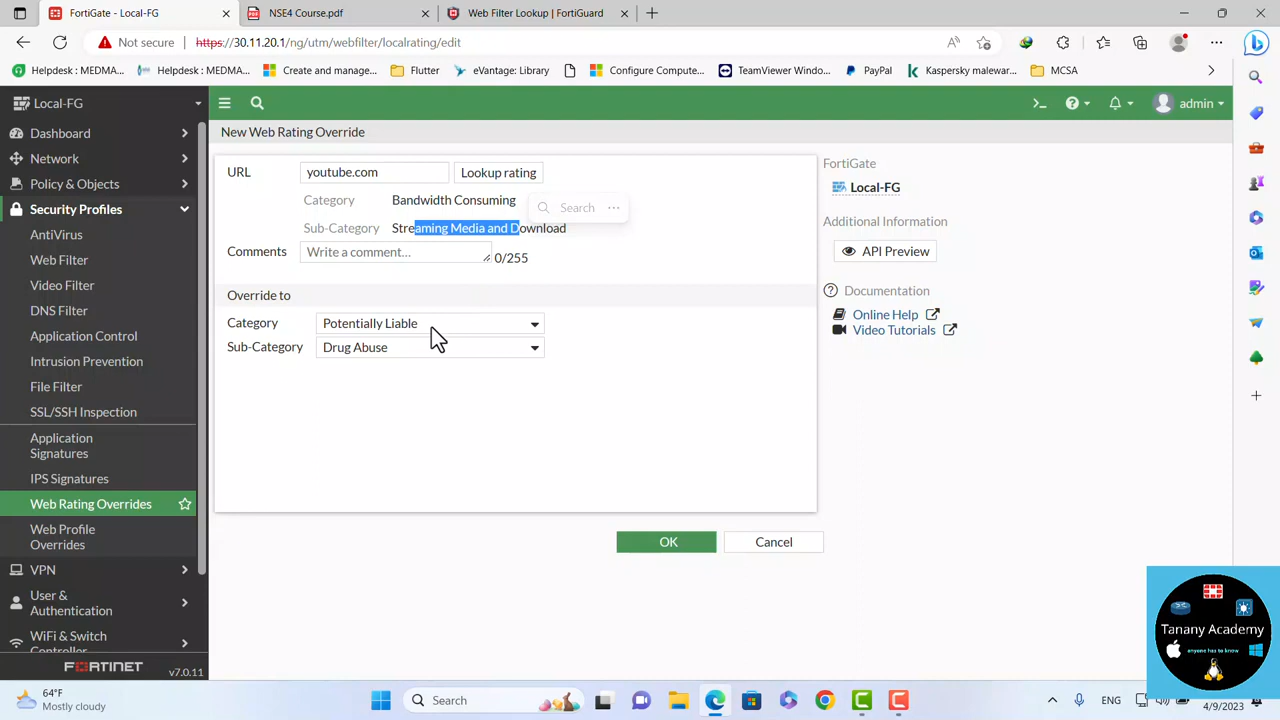 FortiGate - Local-FG
NSE4 Course.pdf
Web Filter Lookup | FortiGuard
Not secure
https://30.11.20.1/ng/utm/webfilter/localrating/edit
Helpdesk : MEDMA...
Helpdesk : MEDMA...
Create and manage...
Flutter
eVantage: Library
Configure Compute...
TeamViewer Windo...
PayPal
Kaspersky malewar...
MCSA
Local-FG
admin
Dashboard
Network
Policy & Objects
Security Profiles
AntiVirus
Web Filter
Video Filter
DNS Filter
Application Control
Intrusion Prevention
File Filter
SSL/SSH Inspection
Application
Signatures
IPS Signatures
Web Rating Overrides
Web Profile
Overrides
VPN
User &
Authentication
WiFi & Switch
Controller
FORTINET
v7.0.11
New Web Rating Override
URL youtube.com Lookup rating
Category Bandwidth Consuming
Search ...
Sub-Category Streaming Media and Download
Comments Write a comment... 0/255
Override to
Category Potentially Liable
Sub-Category Drug Abuse
OK Cancel
FortiGate
Local-FG
Additional Information
API Preview
Documentation
Online Help
Video Tutorials
Tanany Academy
anyone has to know
64°F
Mostly cloudy
Search
ENG
4/9/2023